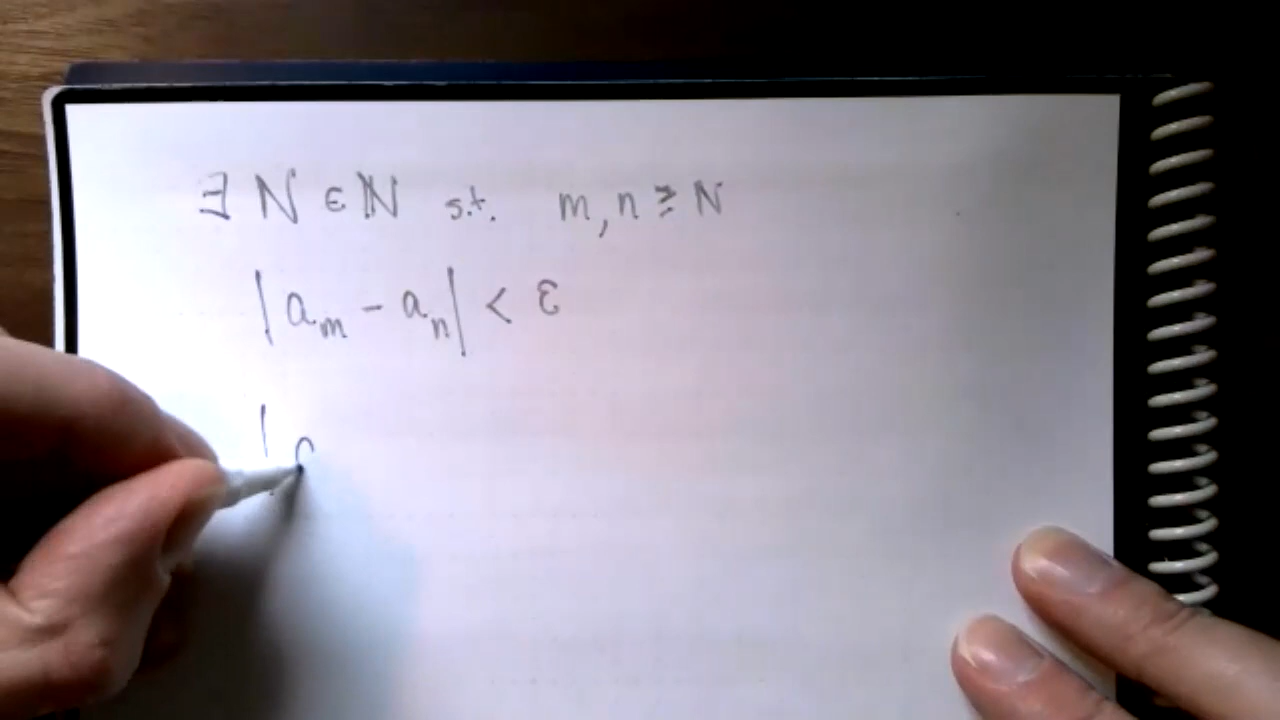 ∃ N ∈ ℕ s.t. m, n ≥ N
|a_m - a_n| < ε
|